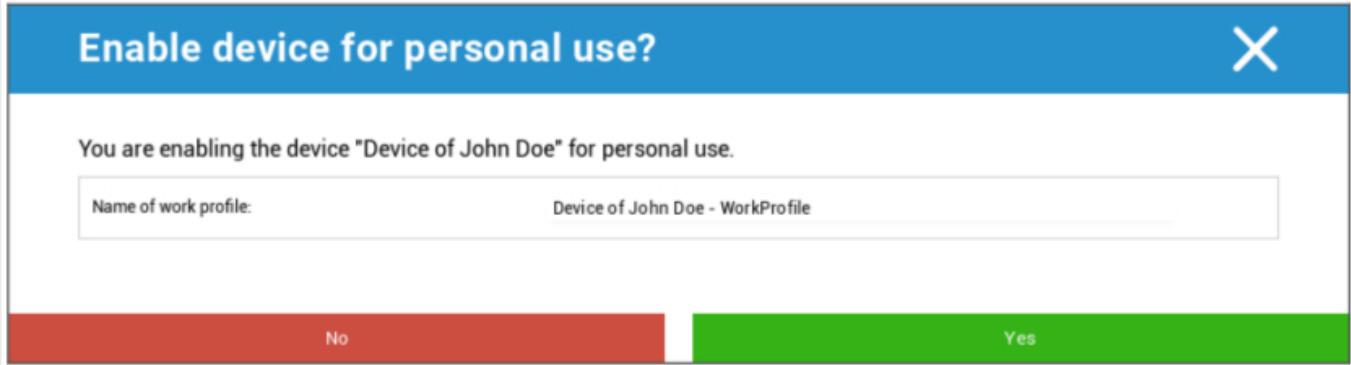 Enable device for personal use?
You are enabling the device "Device of John Doe" for personal use.
Name of work profile: Device of John Doe - WorkProfile
No Yes